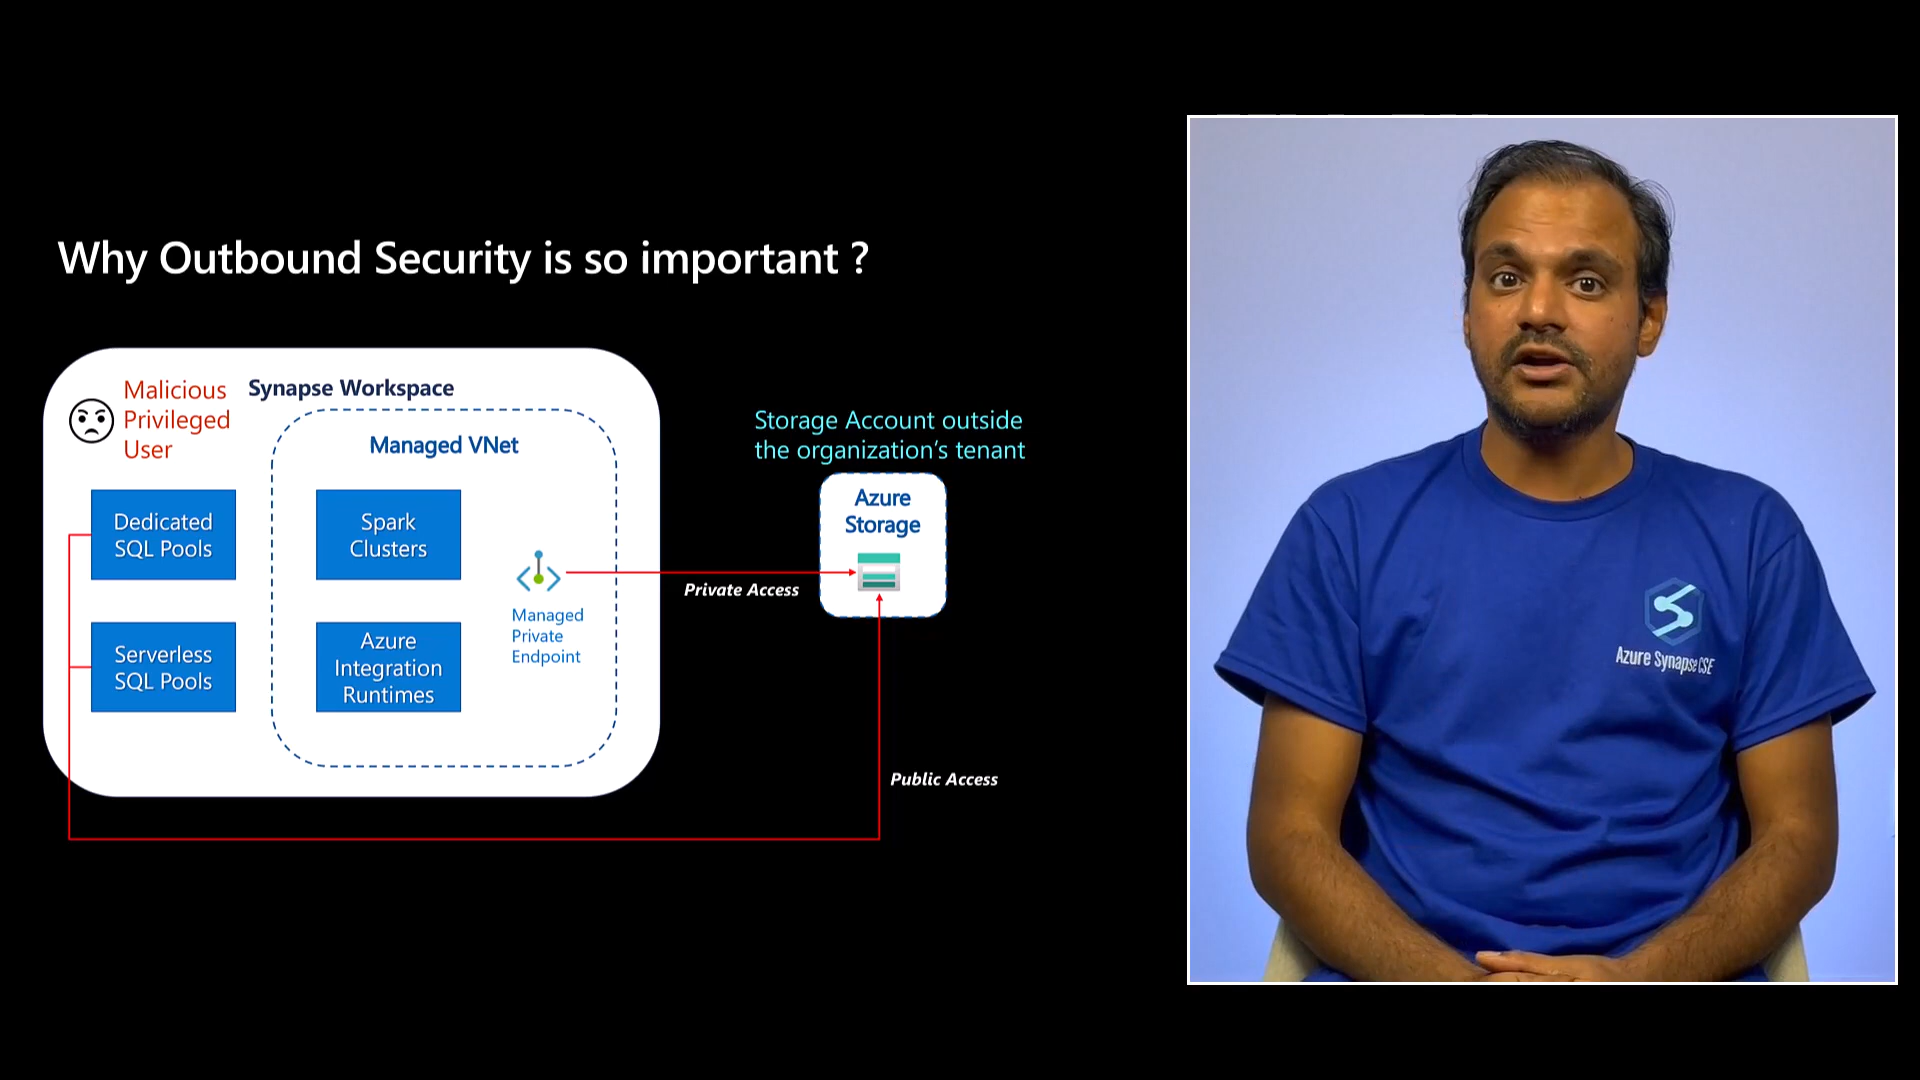 Why Outbound Security is so important ?
Malicious
Privileged
User
Synapse Workspace
Managed VNet
Dedicated
SQL Pools
Spark
Clusters
Serverless
SQL Pools
Azure
Integration
Runtimes
Managed
Private
Endpoint
Private Access
Storage Account outside
the organization's tenant
Azure
Storage
Public Access
Azure Synapse CSE